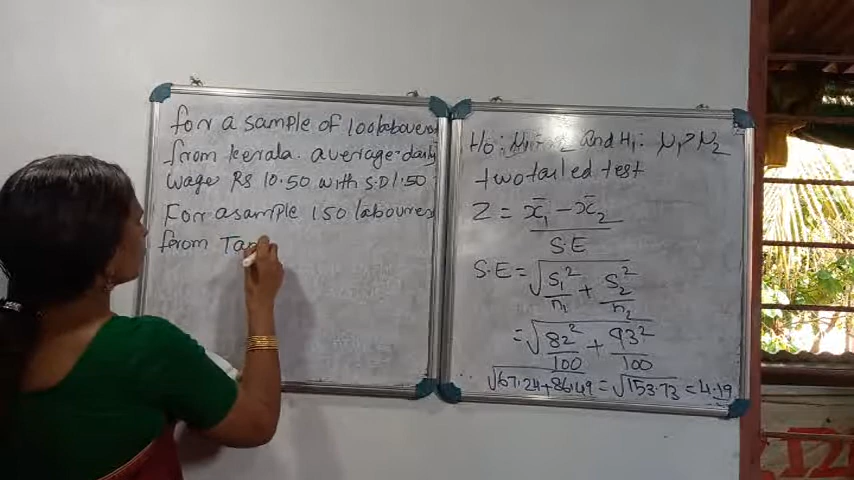 for a sample of 100 labourers
from kerala. average daily
wage Rs 10.50 with S.D 1.50
For a sample 150 laboures
from Tam
H₀: and H₁: μ₁ > μ₂
two tailed test
Z = x̄₁ - x̄₂ / S.E
S.E = √(S₁²/n₁ + S₂²/n₂)
= √(82²/100 + 93²/100)
√67.24+86.49 = √153.73 = 4.19